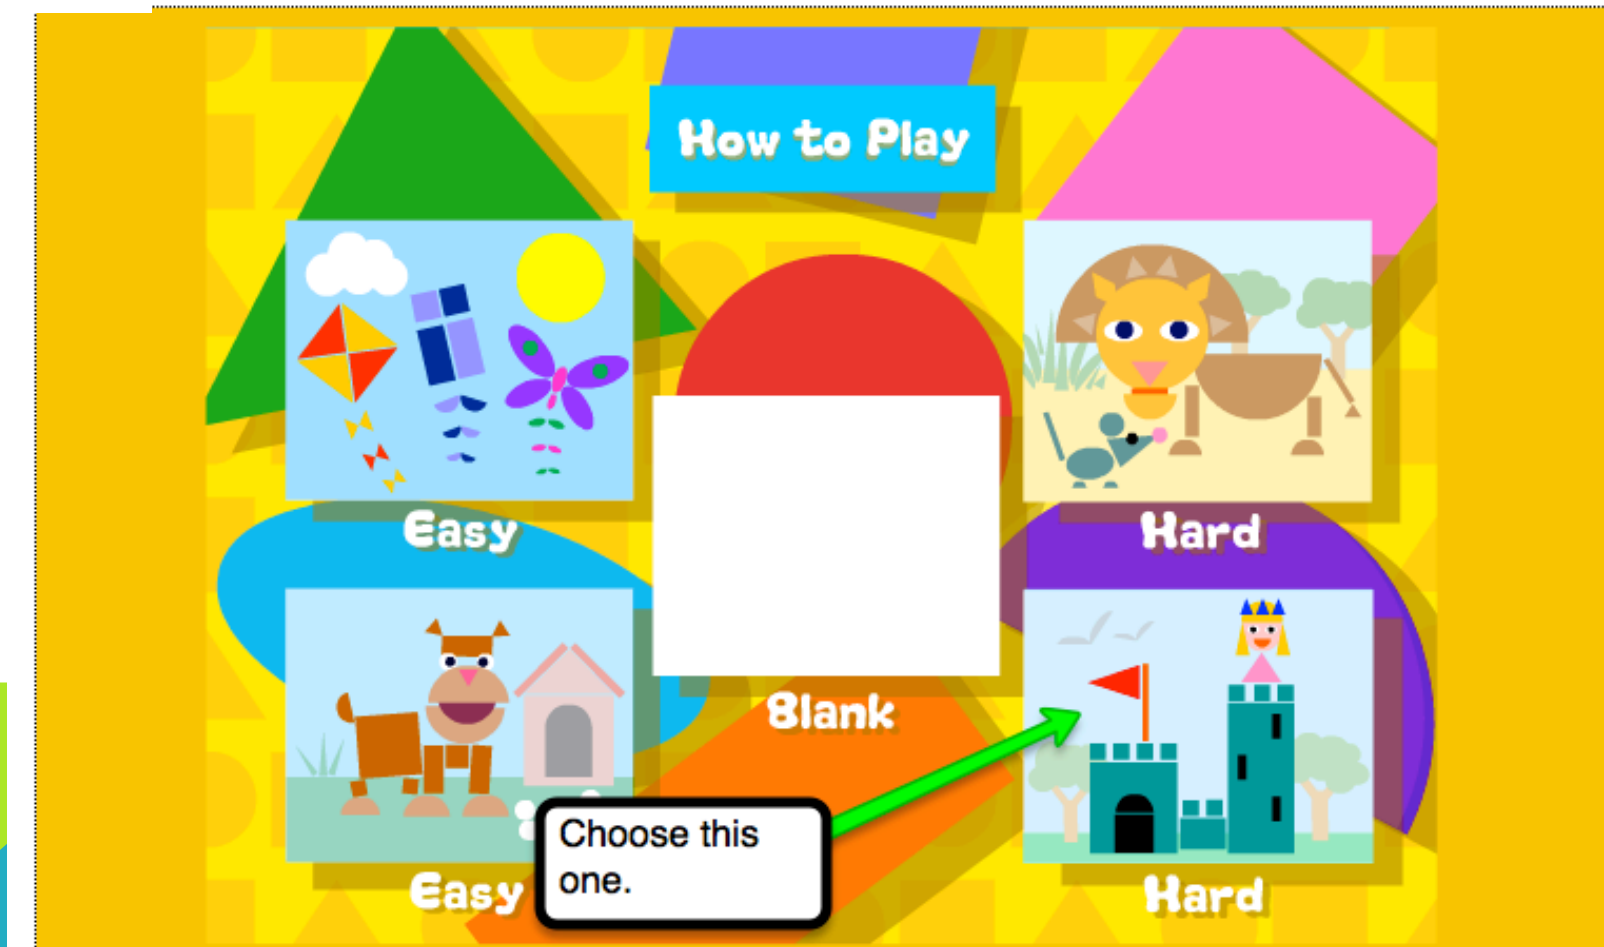 How to Play
Easy
Hard
Blank
Choose this
one.
Easy
Hard